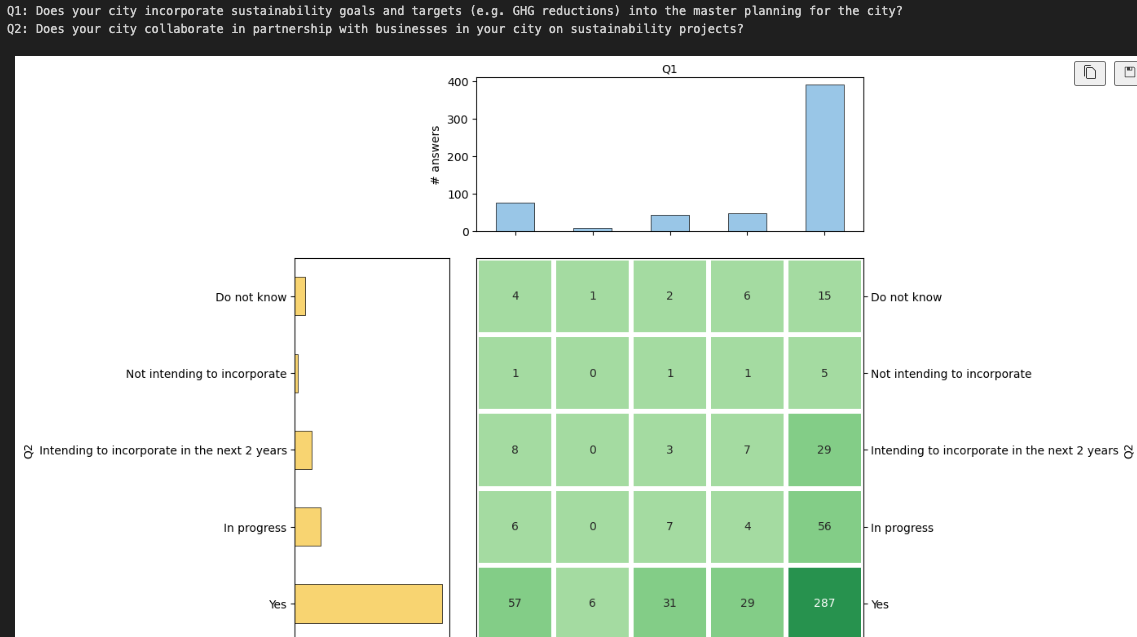 Q1: Does your city incorporate sustainability goals and targets (e.g. GHG reductions) into the master planning for the city?
Q2: Does your city collaborate in partnership with businesses in your city on sustainability projects?
Q1
400
300
200
100
0
# answers
Do not know
4 1 2 6 15
Do not know
Not intending to incorporate
1 0 1 1 5
Not intending to incorporate
Q2
Intending to incorporate in the next 2 years
8 0 3 7 29
Intending to incorporate in the next 2 years
Q2
In progress
6 0 7 4 56
In progress
Yes
57 6 31 29 287
Yes